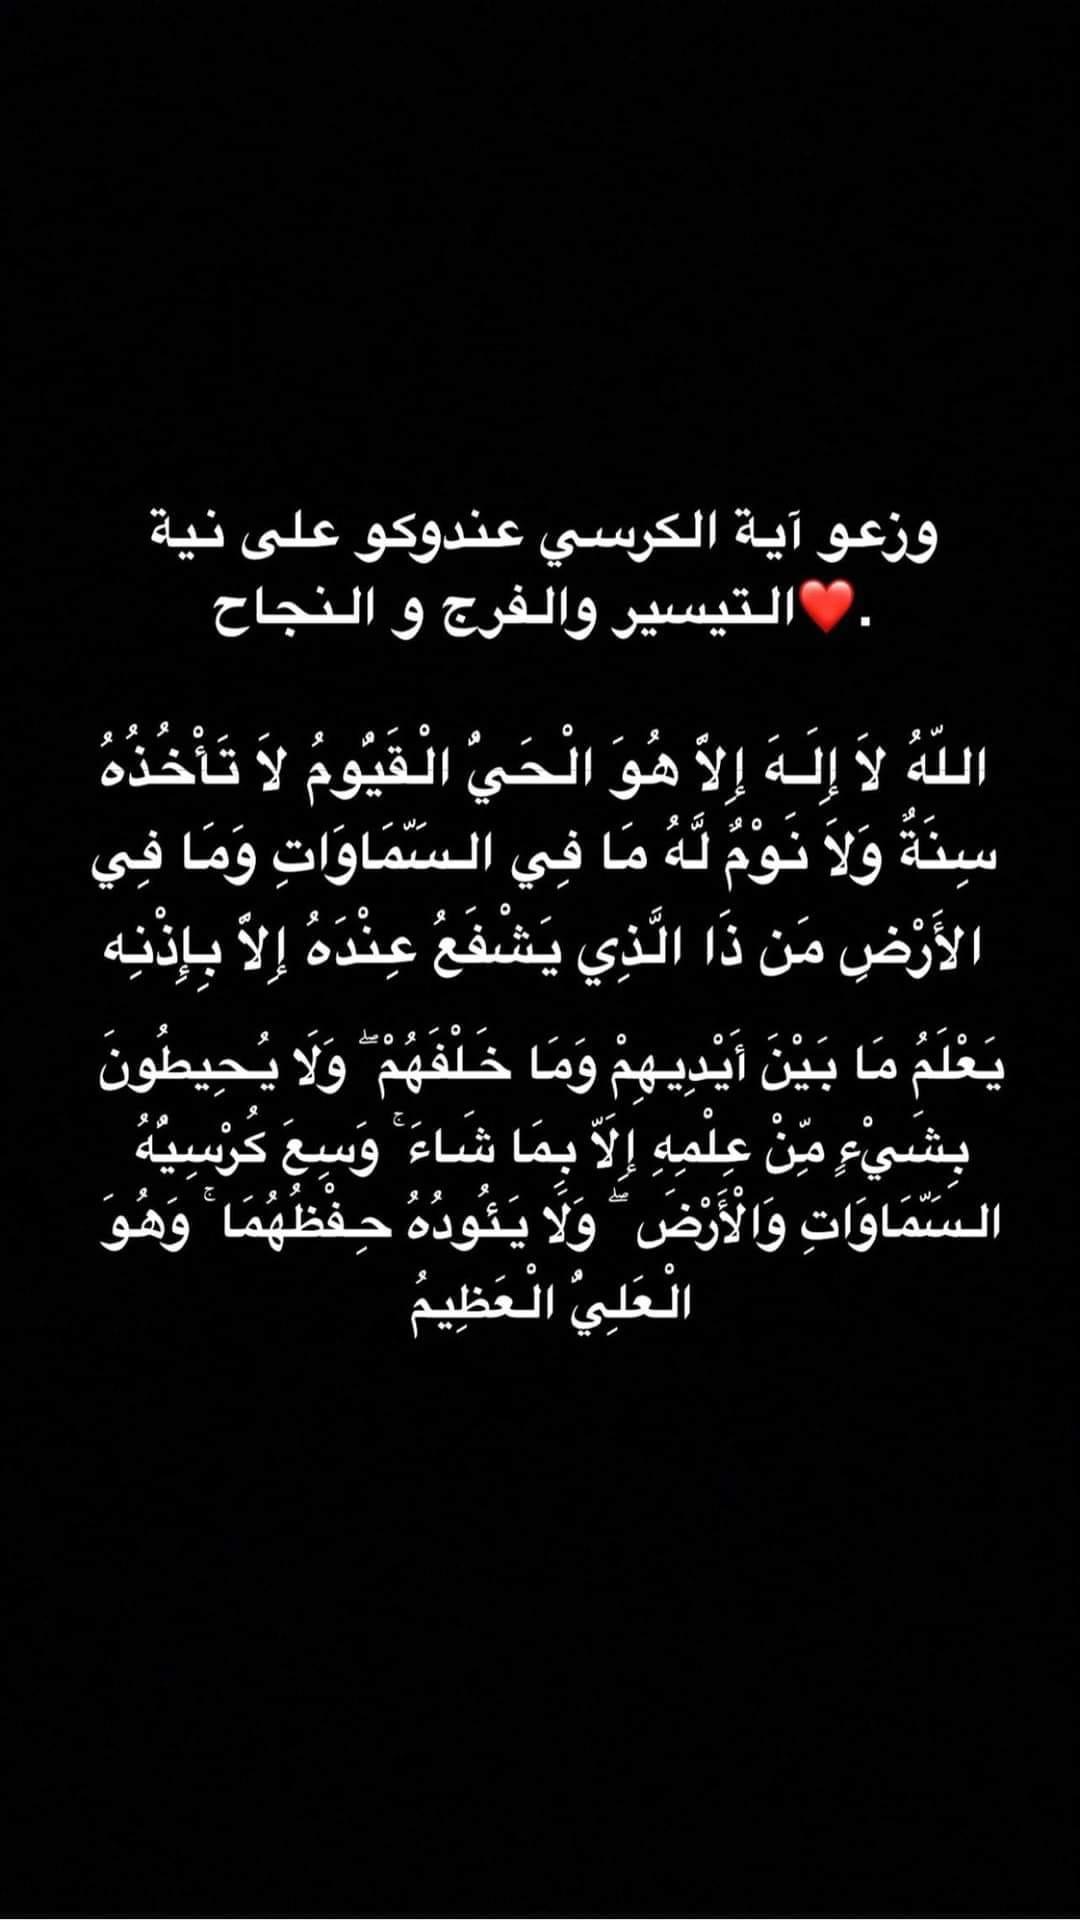 وزعو آية الكرسي عندوكو على نية
.❤️التيسير والفرج و النجاح
اللّهُ لاَ إِلَـهَ إِلاَّ هُوَ الْحَيُّ الْقَيُّومُ لاَ تَأْخُذُهُ
سِنَةٌ وَلاَ نَوْمٌ لَّهُ مَا فِي السَّمَاوَاتِ وَمَا فِي
الأَرْضِ مَن ذَا الَّذِي يَشْفَعُ عِنْدَهُ إِلاَّ بِإِذْنِه
يَعْلَمُ مَا بَيْنَ أَيْدِيهِمْ وَمَا خَلْفَهُمْ ۖ وَلَا يُحِيطُونَ
بِشَيْءٍ مِّنْ عِلْمِهِ إِلَّا بِمَا شَاءَ ۚ وَسِعَ كُرْسِيُّهُ
السَّمَاوَاتِ وَالْأَرْضَ ۖ وَلَا يَئُودُهُ حِفْظُهُمَا ۚ وَهُوَ
الْعَلِيُّ الْعَظِيمُ